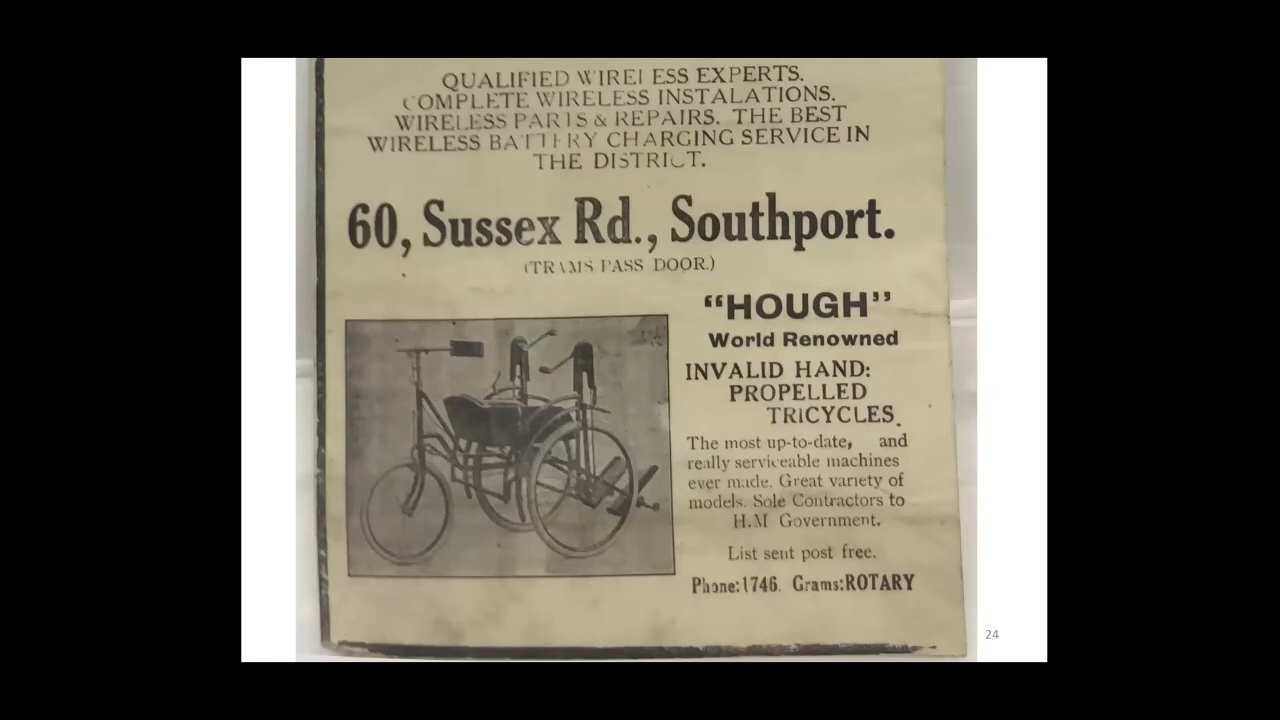 QUALIFIED WIRELESS EXPERTS.
COMPLETE WIRELESS INSTALATIONS.
WIRELESS PARTS & REPAIRS. THE BEST
WIRELESS BATTERY CHARGING SERVICE IN
THE DISTRICT.
60, Sussex Rd., Southport.
(TRAMS PASS DOOR.)
"HOUGH"
World Renowned
INVALID HAND:
PROPELLED
TRICYCLES.
The most up-to-date, and
really serviceable machines
ever made. Great variety of
models. Sole Contractors to
H.M Government.
List sent post free.
Phone:1746. Grams:ROTARY
24